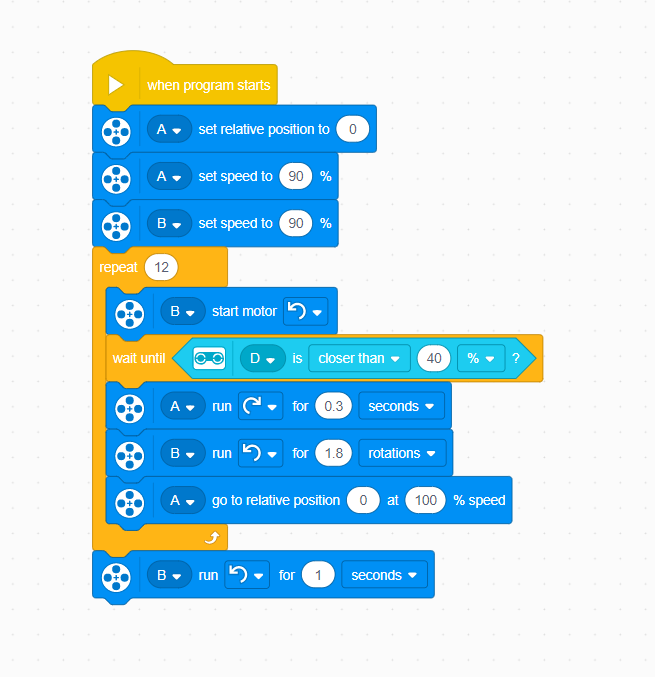 when program starts
A set relative position to 0
A set speed to 90 %
B set speed to 90 %
repeat 12
B start motor
wait until D is closer than 40 % ?
A run for 0.3 seconds
B run for 1.8 rotations
A go to relative position 0 at 100 % speed
B run for 1 seconds